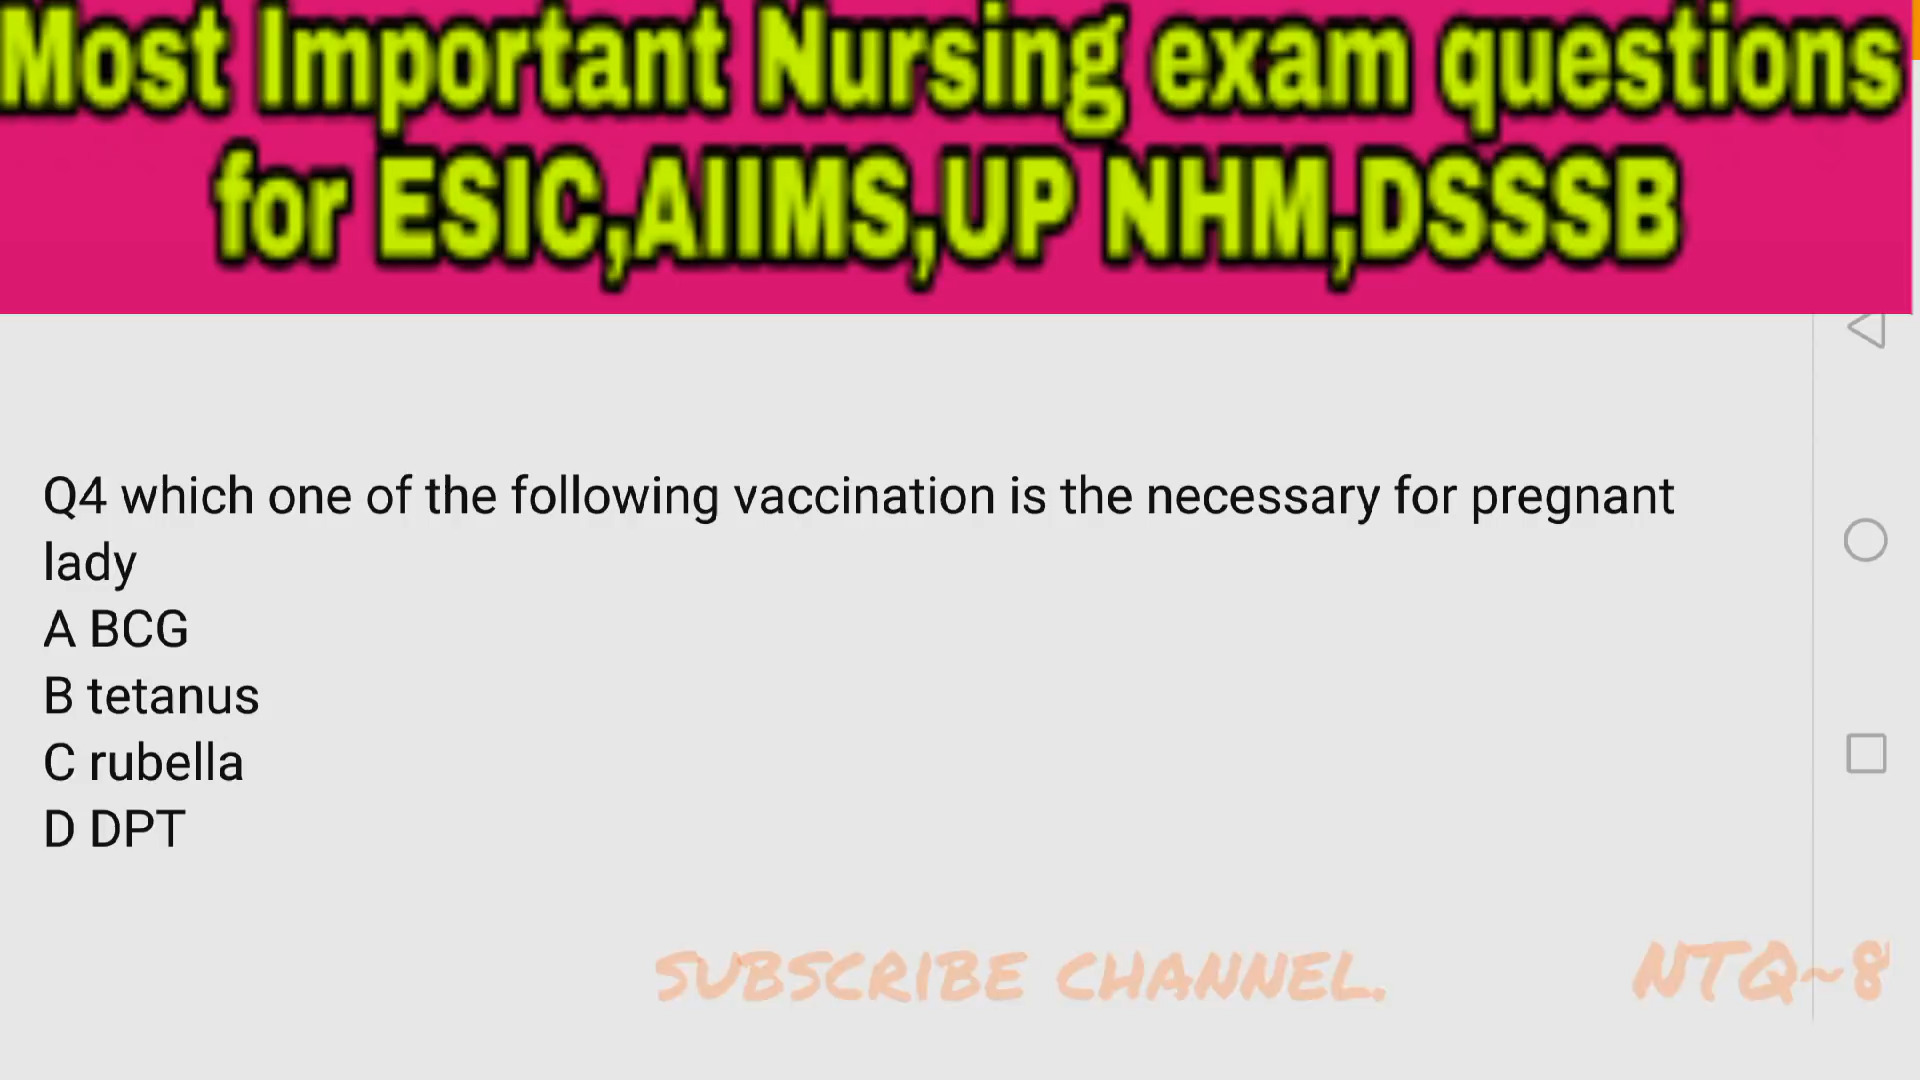 Most Important Nursing exam questions
for ESIC,AIIMS,UP NHM,DSSSB
Q4 which one of the following vaccination is the necessary for pregnant
lady
A BCG
B tetanus
C rubella
D DPT
SUBSCRIBE CHANNEL.
NTQ~8